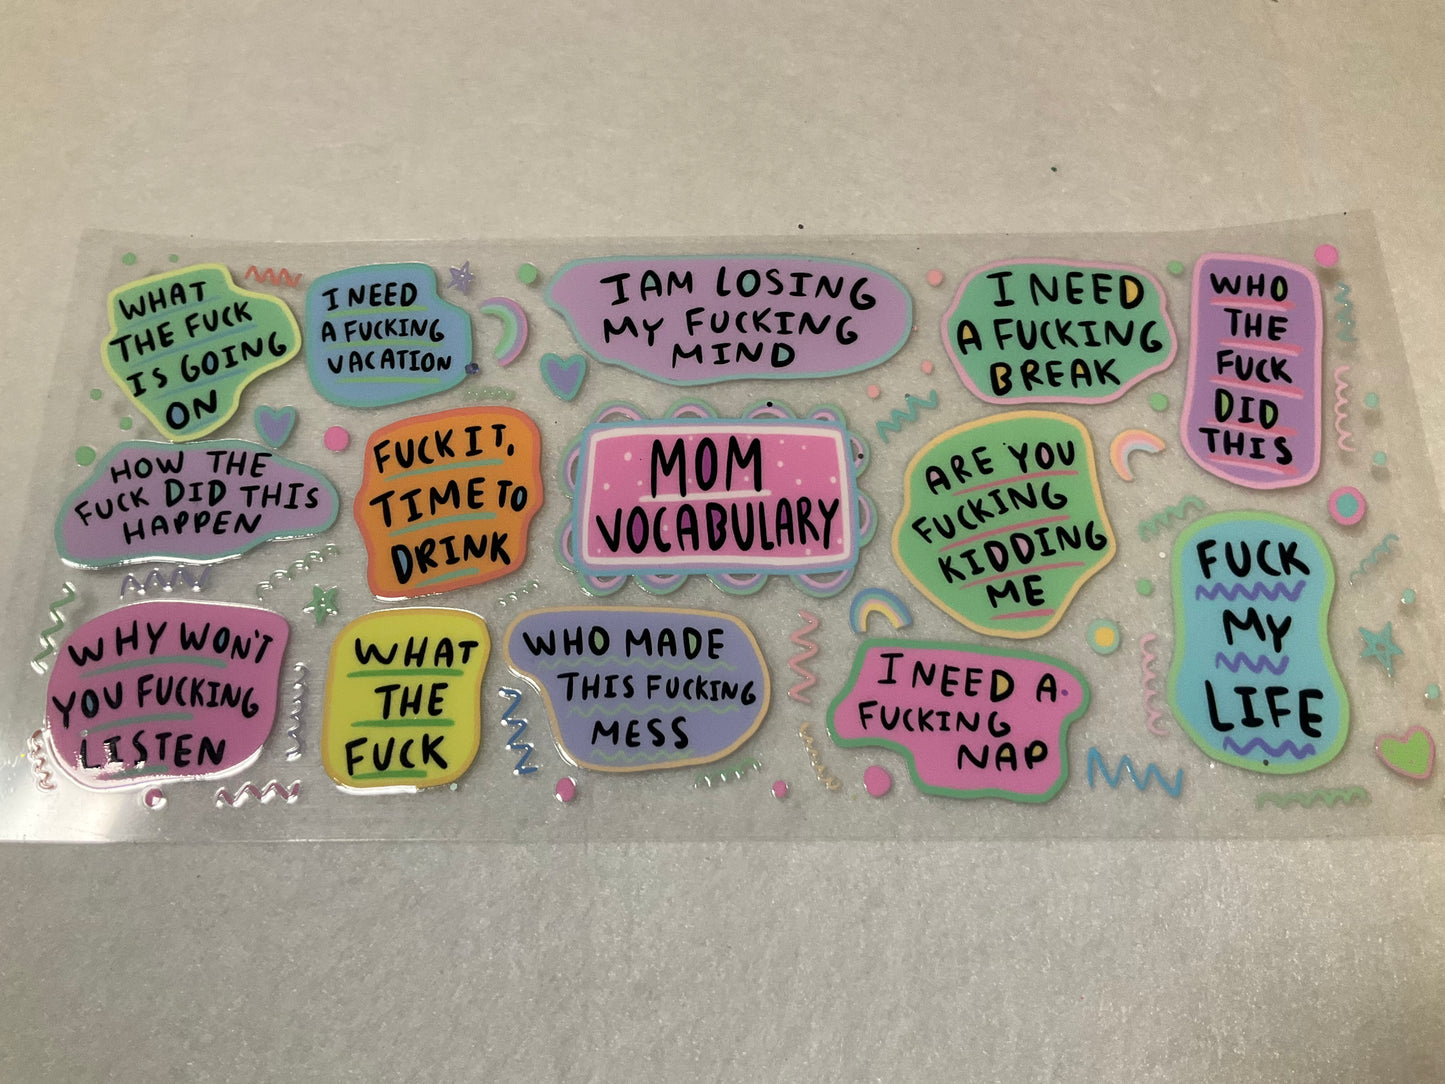 WHAT
THE FUCK
IS GOING
ON
I NEED
A FUCKING
VACATION
I AM LOSING
MY FUCKING
MIND
I NEED
A FUCKING
BREAK
WHO
THE
FUCK
DID
THIS
HOW THE
FUCK DID THIS
HAPPEN
FUCK IT,
TIME TO
DRINK
MOM
VOCABULARY
ARE YOU
FUCKING
KIDDING
ME
FUCK
MY
LIFE
WHY WON'T
YOU FUCKING
LISTEN
WHAT
THE
FUCK
WHO MADE
THIS FUCKING
MESS
I NEED A
FUCKING
NAP